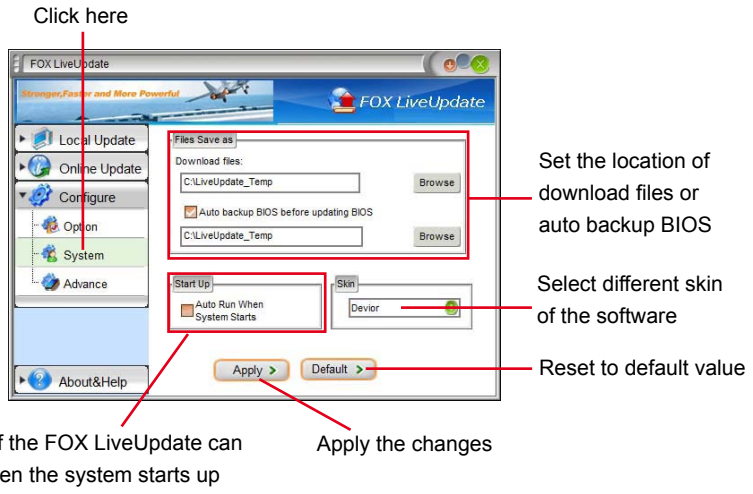 Click here
FOX LiveUpdate
Stronger,Faster and More Powerful
FOX LiveUpdate
Local Update
Online Update
Configure
Option
System
Advance
About&Help
Files Save as
Download files:
C:\LiveUpdate_Temp
Browse
Auto backup BIOS before updating BIOS
C:\LiveUpdate_Temp
Browse
Start Up
Auto Run When
System Starts
Skin
Devior
Apply
Default
Set the location of
download files or
auto backup BIOS
Select different skin
of the software
Reset to default value
Apply the changes
f the FOX LiveUpdate can
en the system starts up